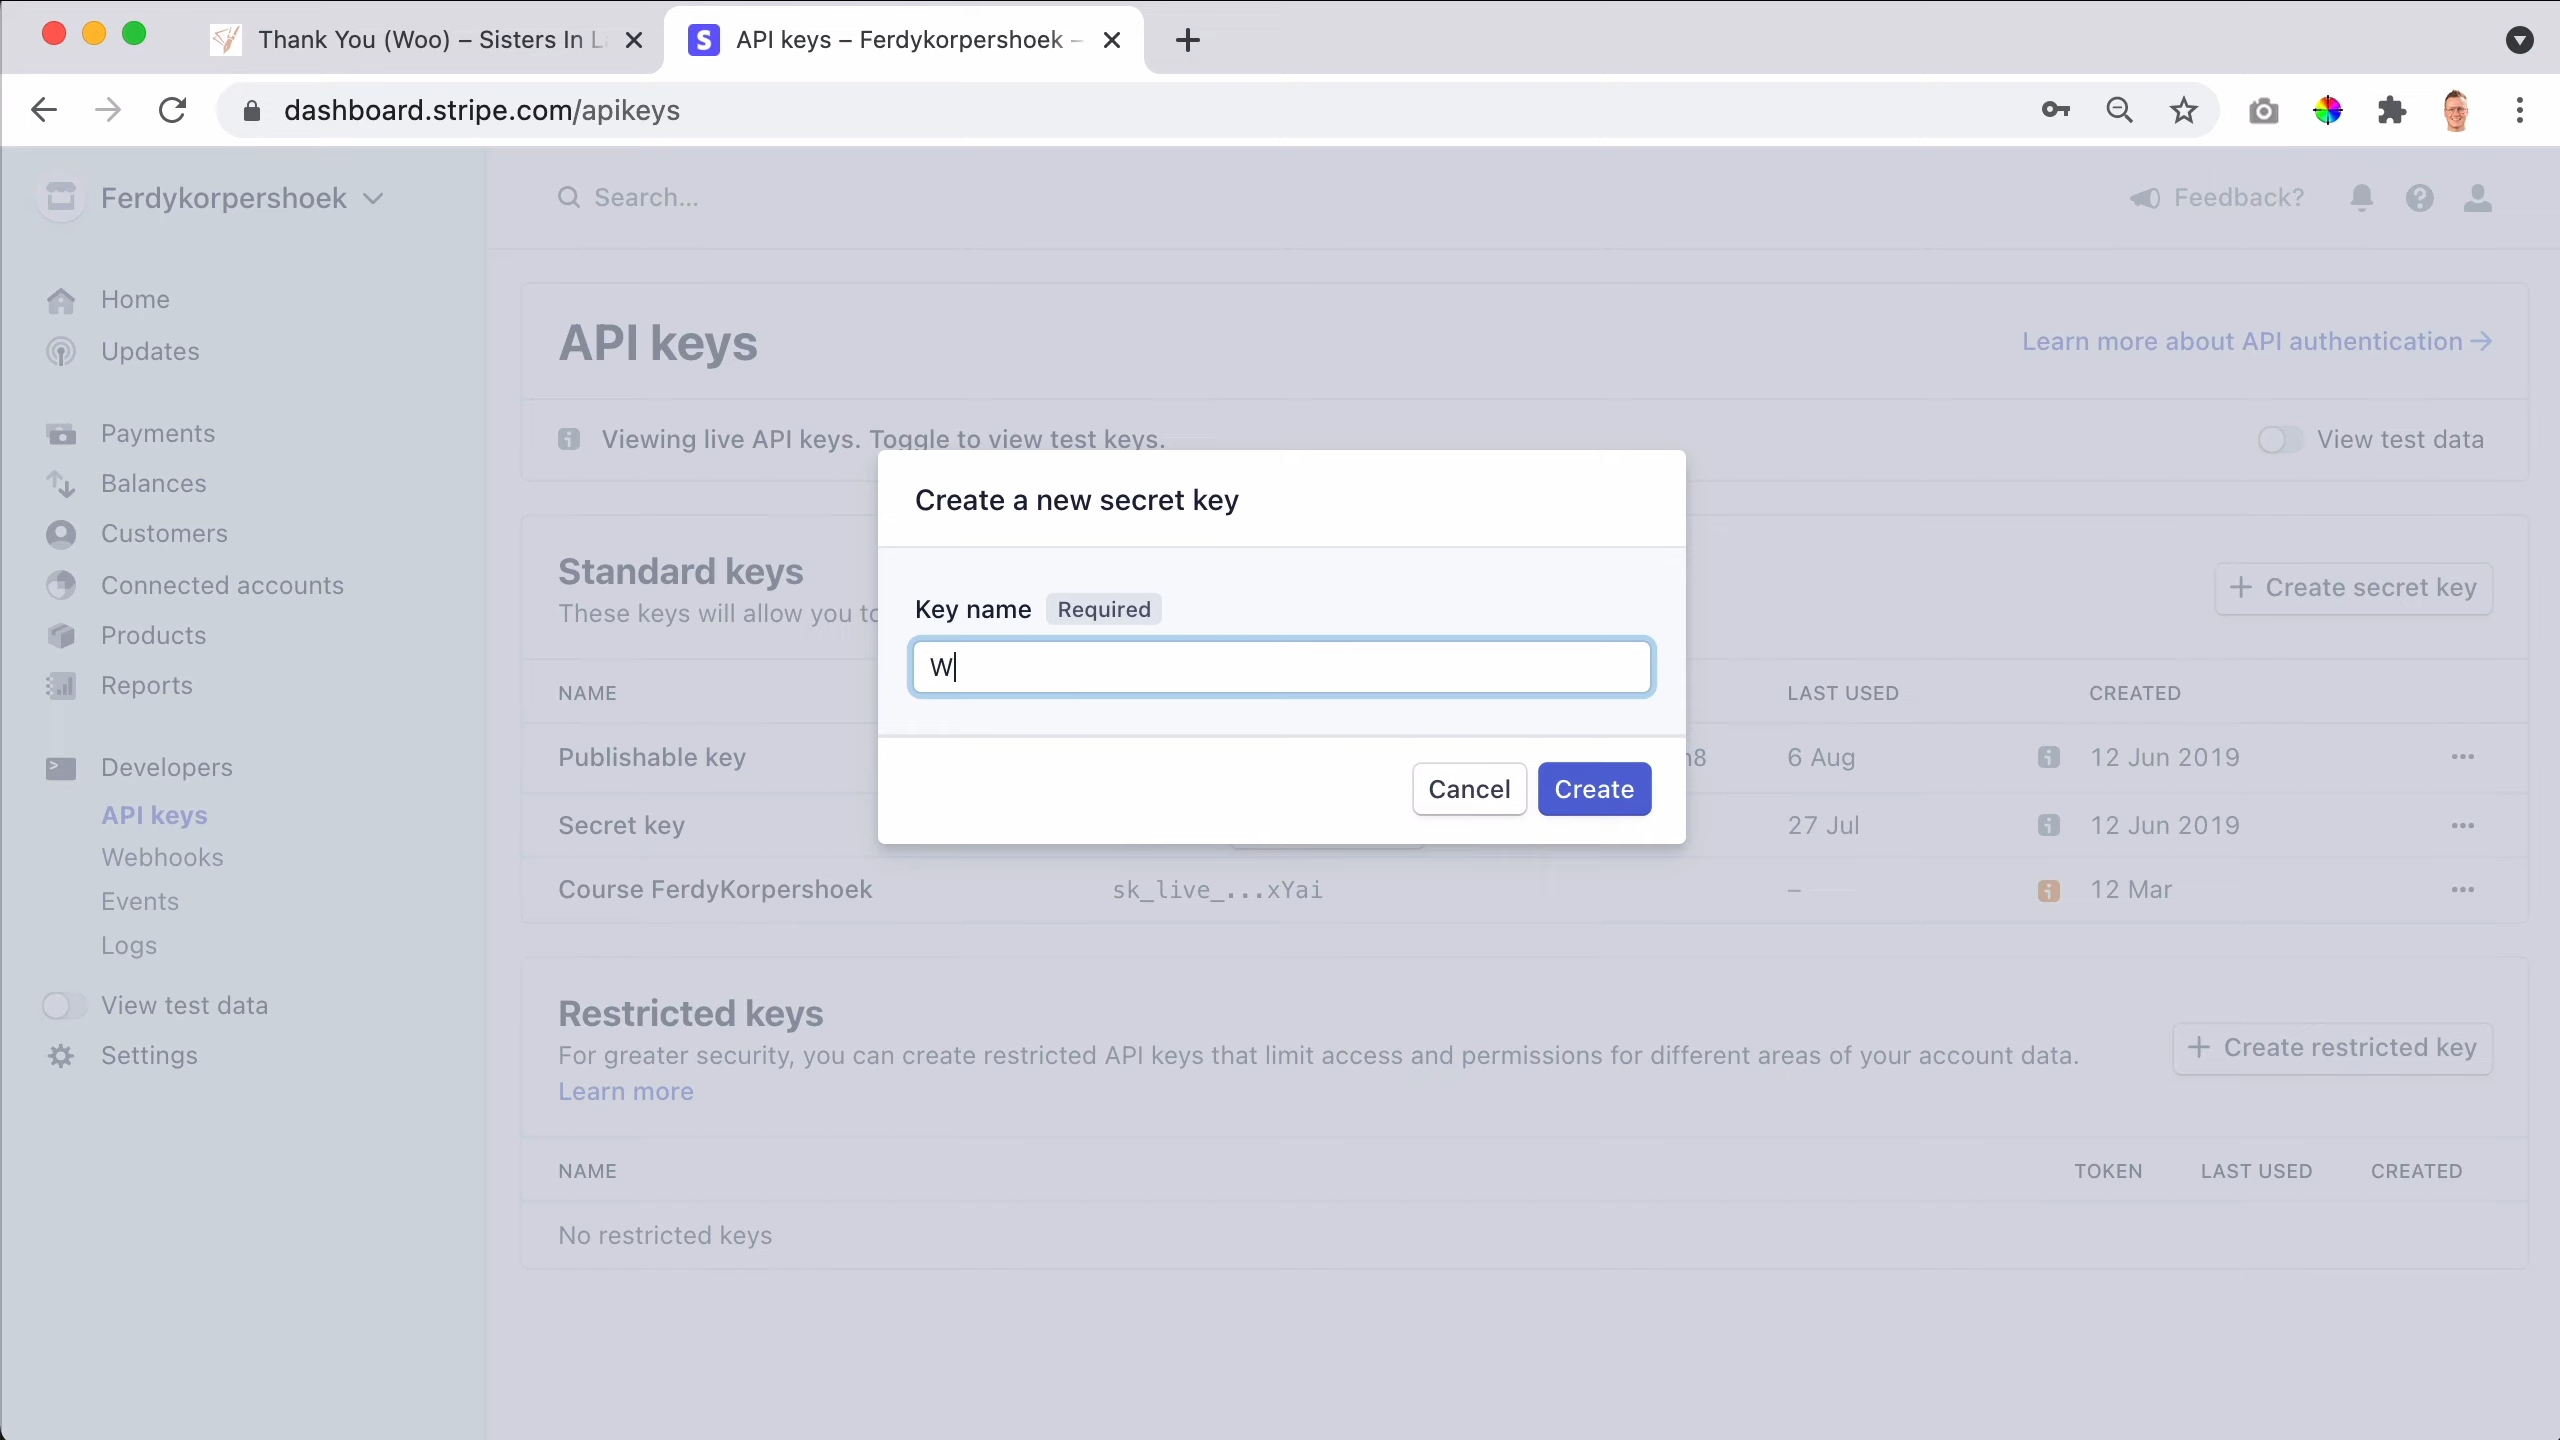 Thank You (Woo) – Sisters In L
API keys – Ferdykorpershoek –
dashboard.stripe.com/apikeys
Ferdykorpershoek
Search...
Feedback?
Home
Updates
Payments
Balances
Customers
Connected accounts
Products
Reports
Developers
API keys
Webhooks
Events
Logs
View test data
Settings
API keys
Learn more about API authentication
Viewing live API keys. Toggle to view test keys.
View test data
Standard keys
These keys will allow you to
Create secret key
NAME
LAST USED
CREATED
Publishable key
n8
6 Aug
12 Jun 2019
Secret key
27 Jul
12 Jun 2019
Course FerdyKorpershoek
sk_live_...xYai
–
12 Mar
Create a new secret key
Key name
Required
W
Cancel
Create
Restricted keys
For greater security, you can create restricted API keys that limit access and permissions for different areas of your account data.
Learn more
Create restricted key
NAME
TOKEN
LAST USED
CREATED
No restricted keys